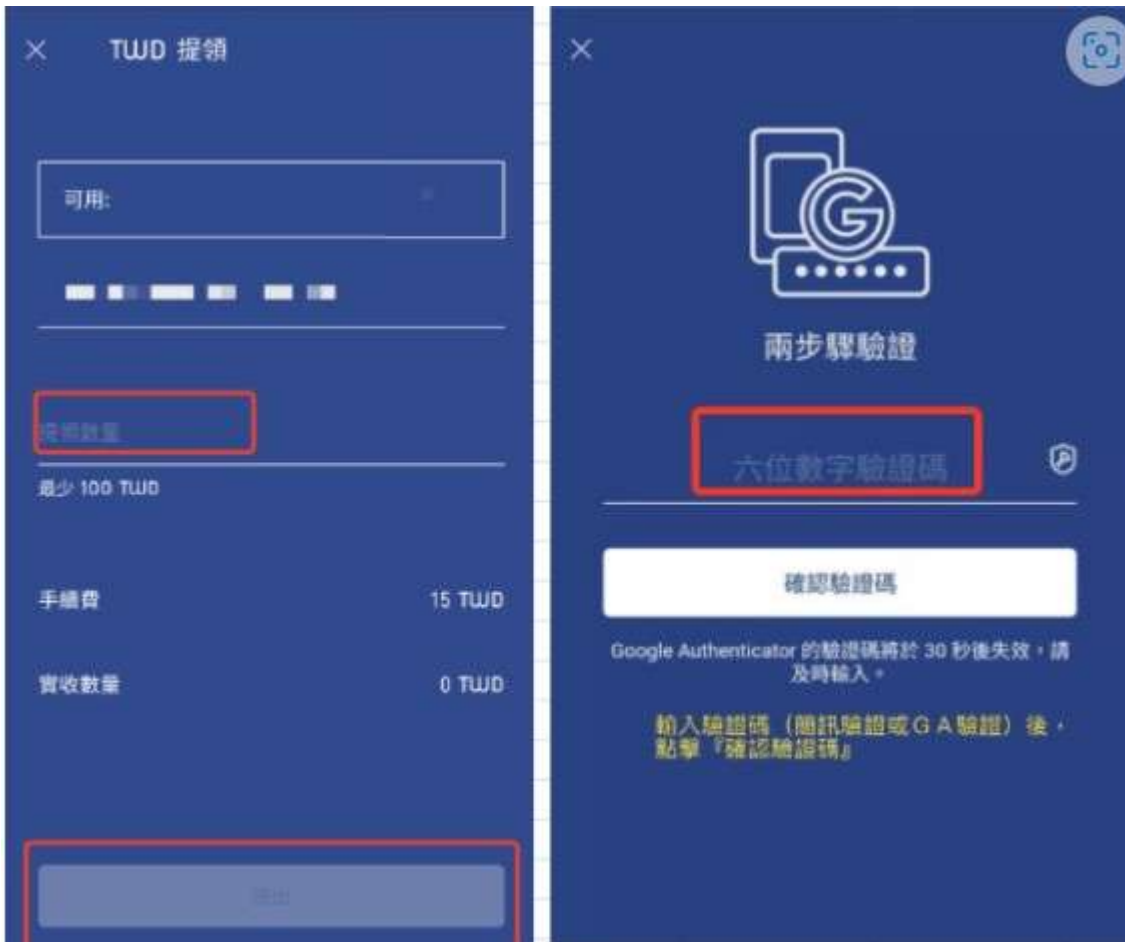 TWD 提領
可用:
提領數量
最少 100 TWD
手續費
15 TWD
實收數量
0 TWD
兩步驟驗證
六位數字驗證碼
確認驗證碼
Google Authenticator 的驗證碼將於 30 秒後失效,請
及時輸入。
輸入驗證碼(簡訊驗證或GA驗證)後,
點擊『確認驗證碼』